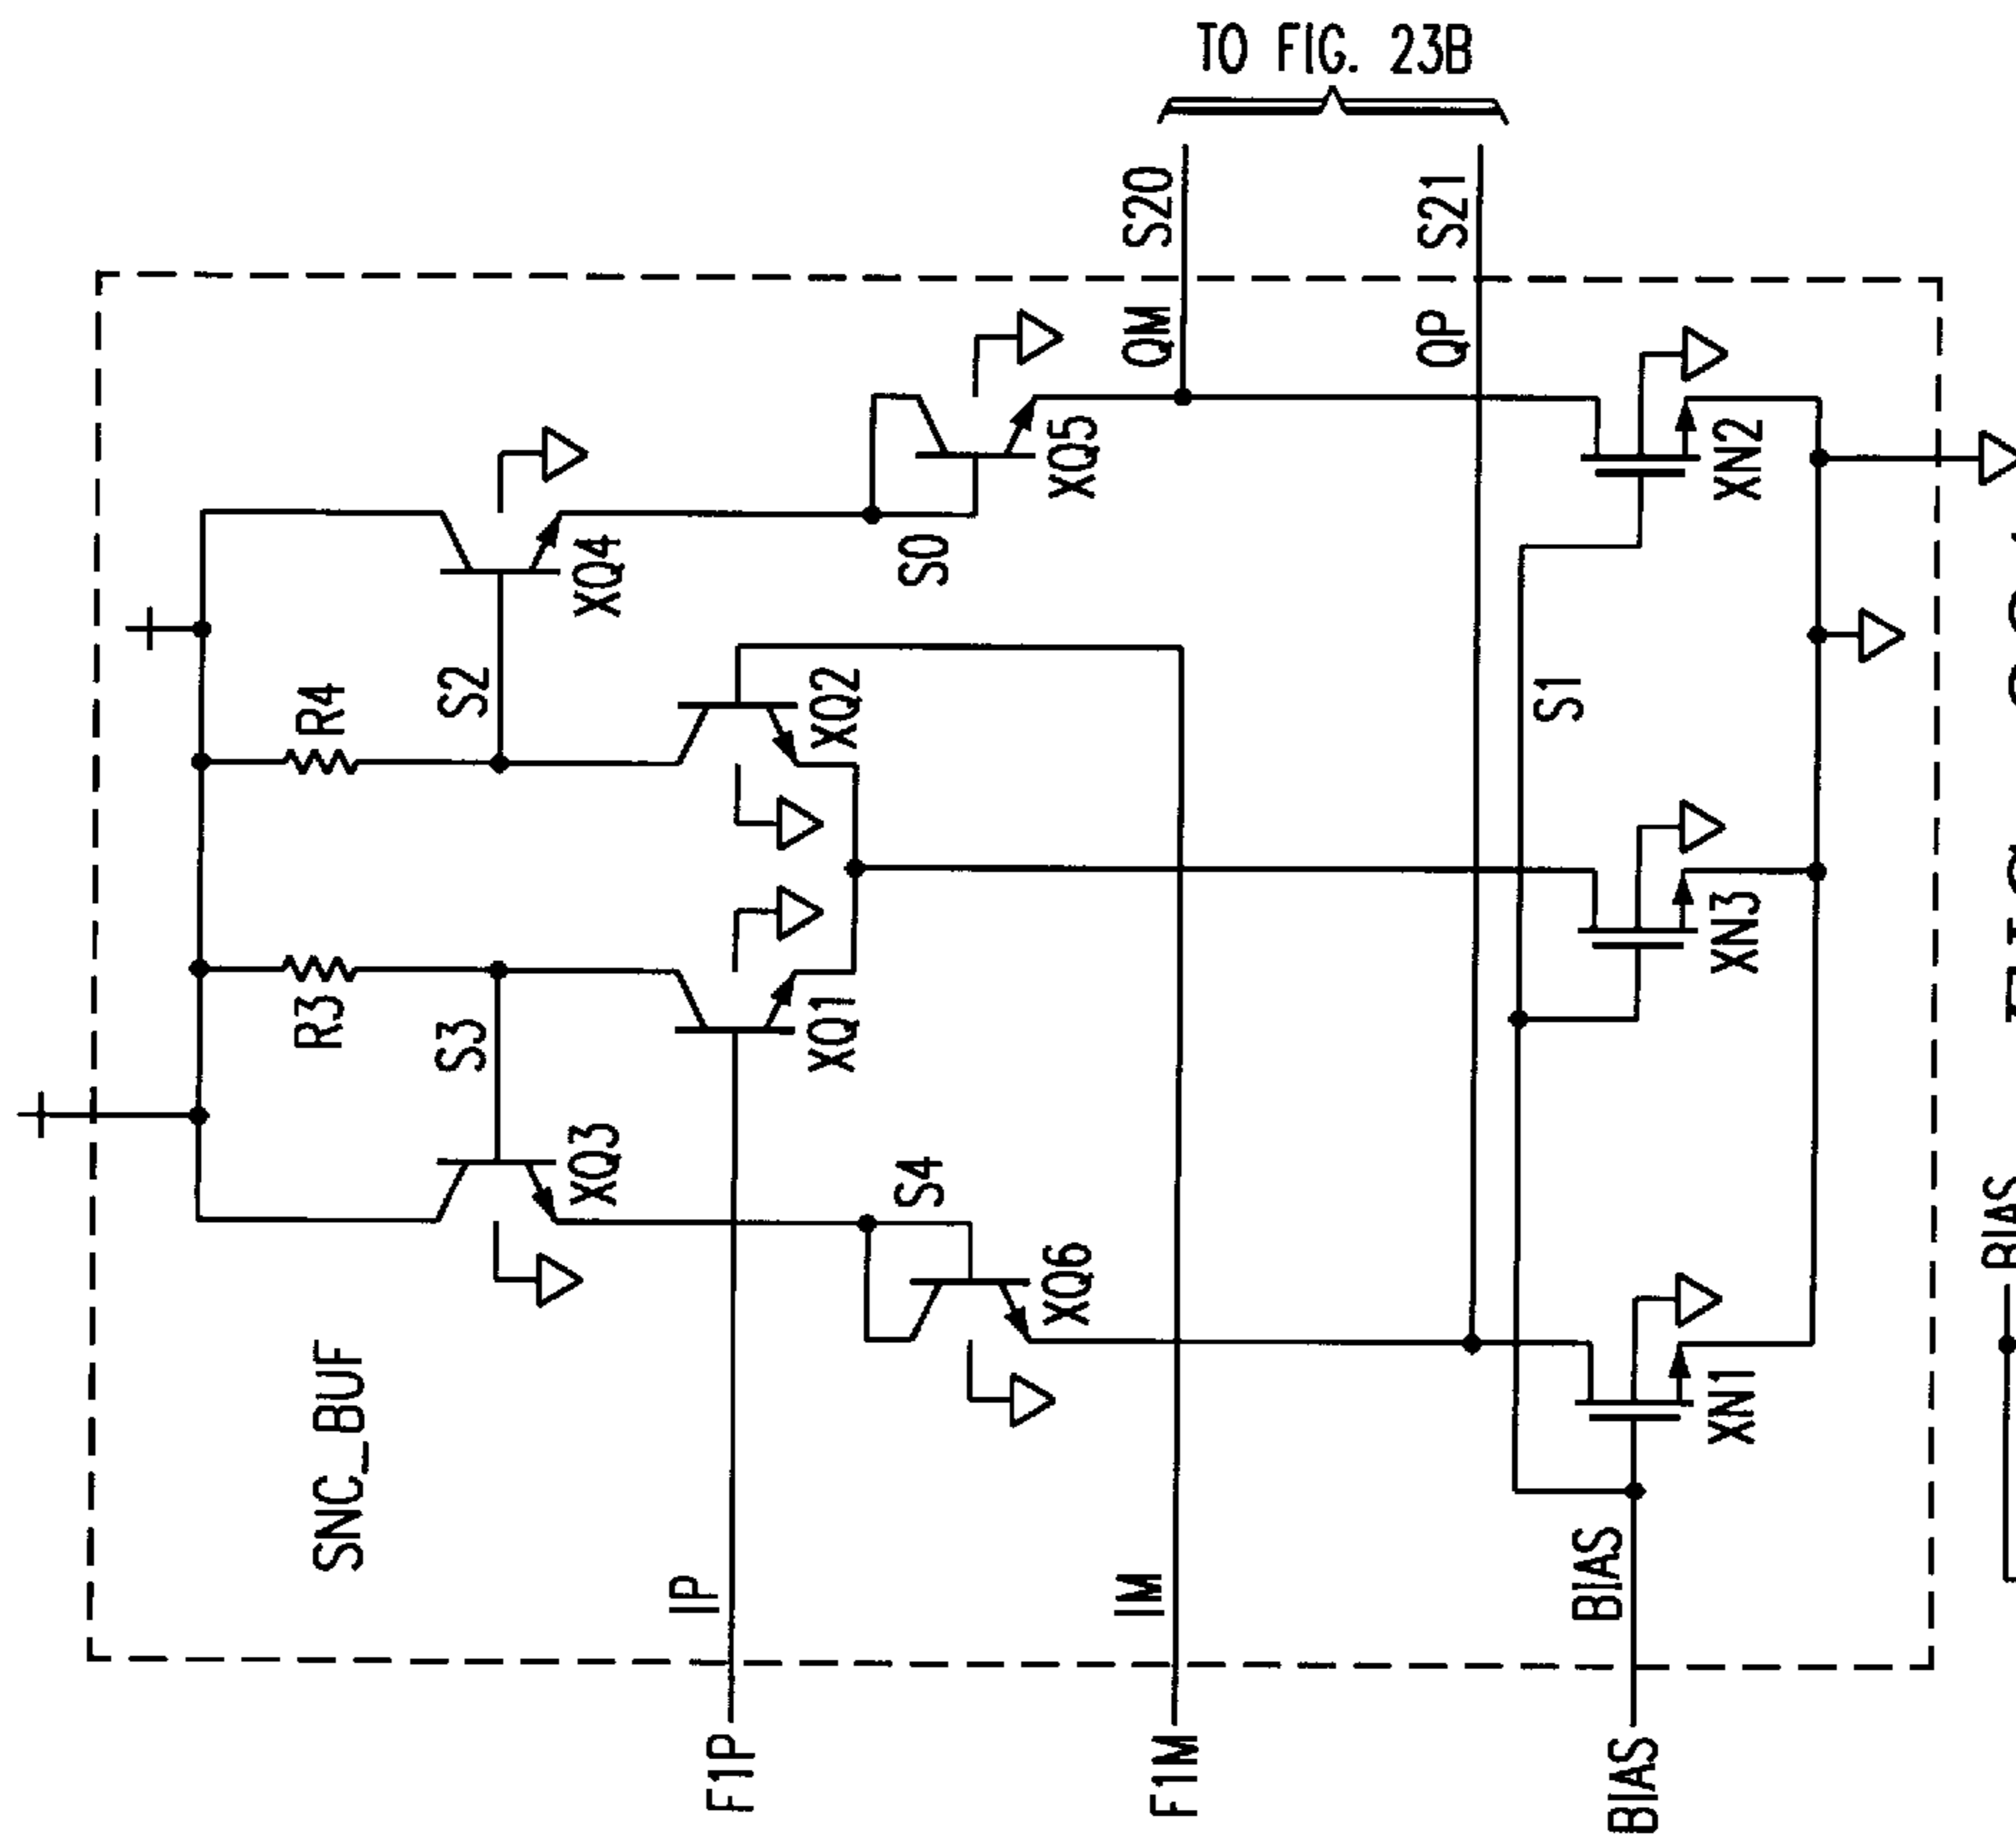 TO FIG. 23B
S20
S21
QM
QP
XQ5
XN2
XQ4
S0
R4
S2
XQ2
S1
R3
S3
XQ1
XN3
XQ3
S4
XQ6
XN1
SNC_BUF
IP
IM
BIAS
F1P
F1M
BIAS
BIAS